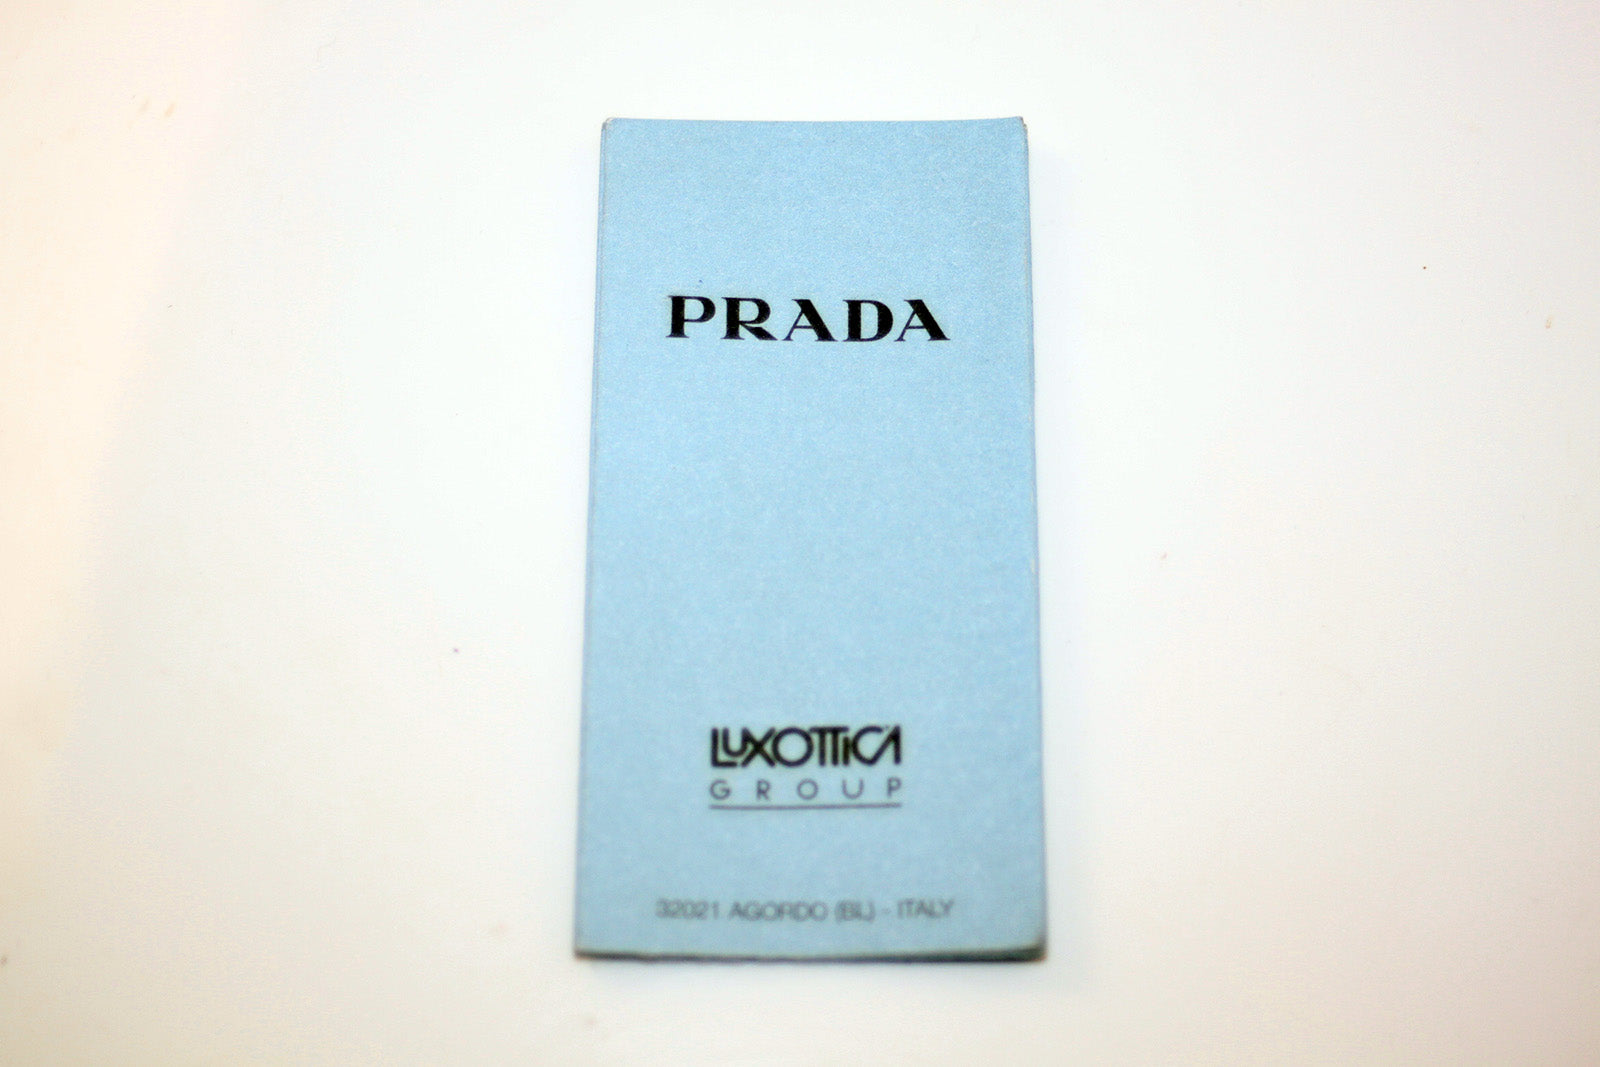 PRADA
LUXOTTICA
GROUP
32021 AGORDO (BL) - ITALY